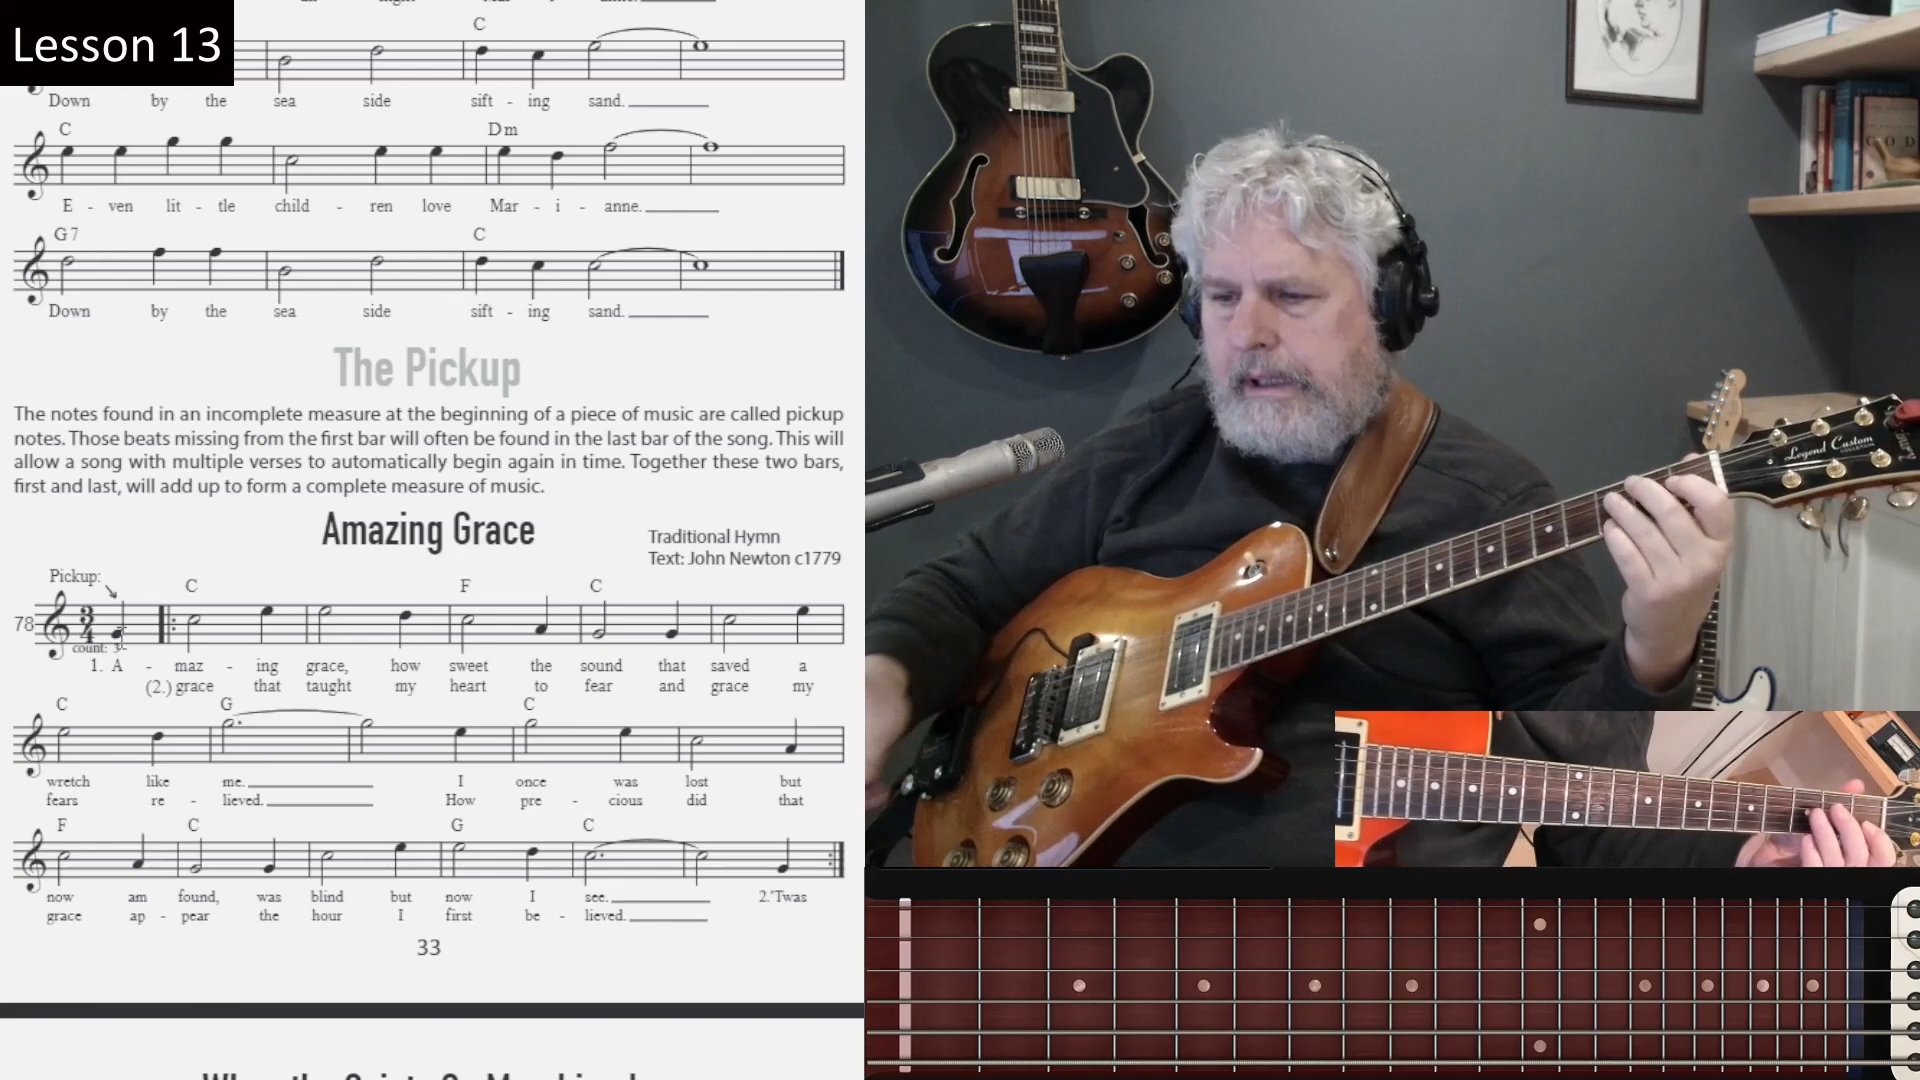 Lesson 13
C
Down by the sea side sift - ing sand.
C Dm
E - ven lit - tle child - ren love Mar - i - anne.
G7 C
Down by the sea side sift - ing sand.
The Pickup
The notes found in an incomplete measure at the beginning of a piece of music are called pickup
notes. Those beats missing from the first bar will often be found in the last bar of the song. This will
allow a song with multiple verses to automatically begin again in time. Together these two bars,
first and last, will add up to form a complete measure of music.
Amazing Grace
Traditional Hymn
Text: John Newton c1779
Pickup:
C F C
78
3
4
count: 3
1. A - maz - ing grace, how sweet the sound that saved a
(2.) grace that taught my heart to fear and grace my
C G C
wretch like me. I once was lost but
fears re - lieved. How pre - cious did that
F C G C
now am found, was blind but now I see. 2.'Twas
grace ap - pear the hour I first be - lieved.
33
Legend Custom
GOD